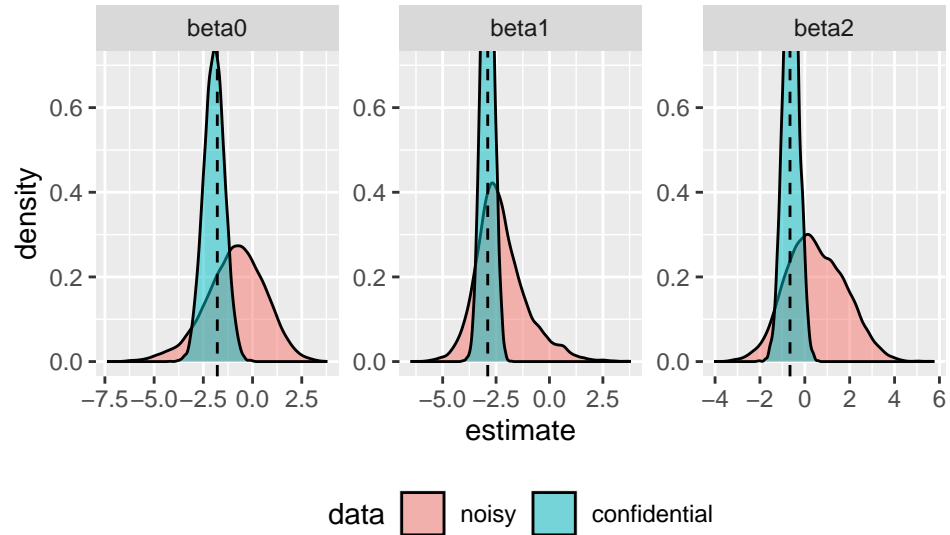 beta0 beta1 beta2
0.6 0.6 0.6
0.4 0.4 0.4
0.2 0.2 0.2
0.0 0.0 0.0
density
−7.5 −5.0 −2.5 0.0 2.5 −5.0 −2.5 0.0 2.5 −4 −2 0 2 4 6
estimate
data noisy confidential